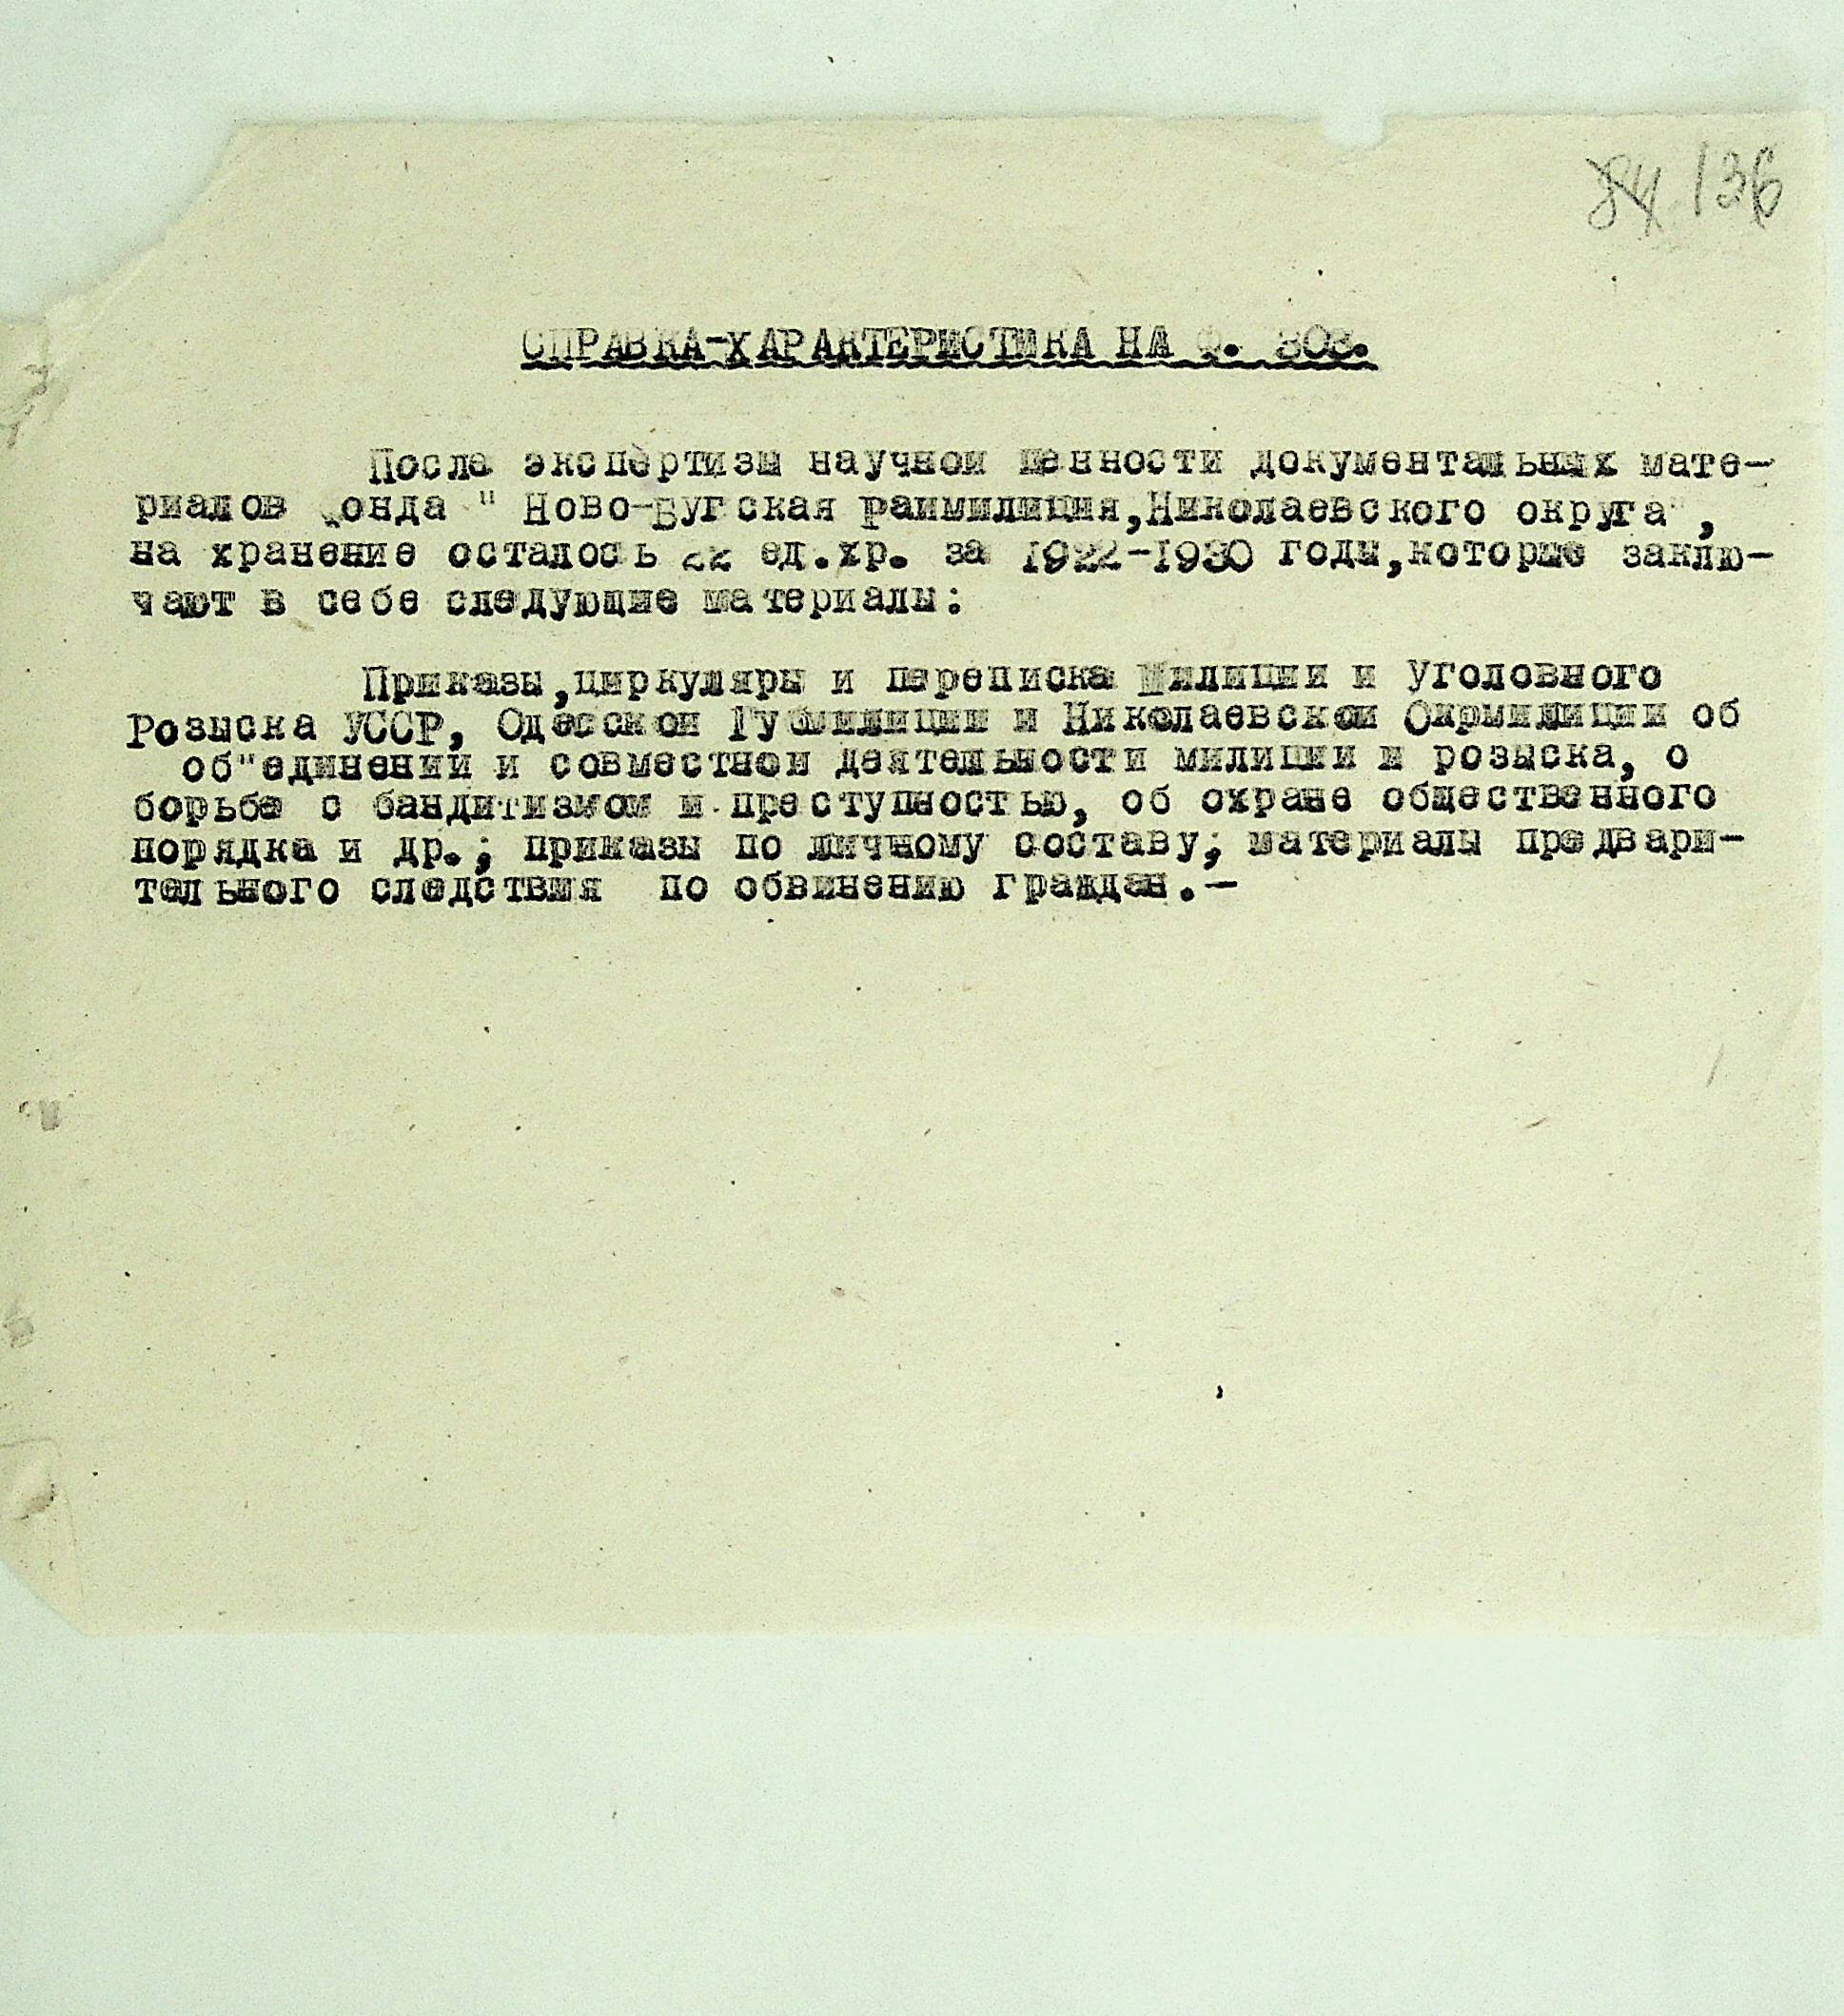 84 136
СПРАВКА-ХАРАКТЕРИСТИКА НА Ф. 803.
После экспертизы научной ценности документальных мате-
риалов фонда " Ново-Бугская раймилиция,Николаевского округа",
на хранение осталось 22 ед.хр. за 1922-1930 годы,которые заклю-
чают в себе следующие материалы:
Приказы,циркуляры и переписка Милиции и Уголовного
Розыска УССР, Одесской Губмилиции и Николаевской Окрмилиции об
об"единении и совместной деятельности милиции и розыска, о
борьбе с бандитизмом и преступностью, об охране общественного
порядка и др.; приказы по личному составу; материалы предвари-
тельного следствия по обвинению граждан.-